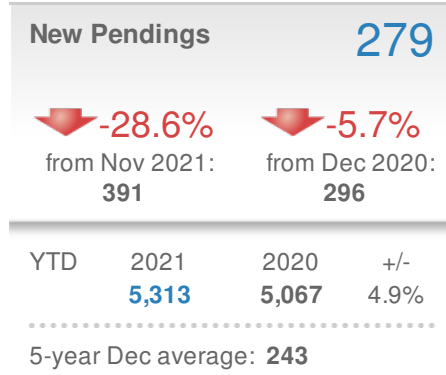 New Pendings 279
-28.6% -5.7%
from Nov 2021: from Dec 2020:
391 296
YTD 2021 2020 +/-
5,313 5,067 4.9%
5-year Dec average: 243